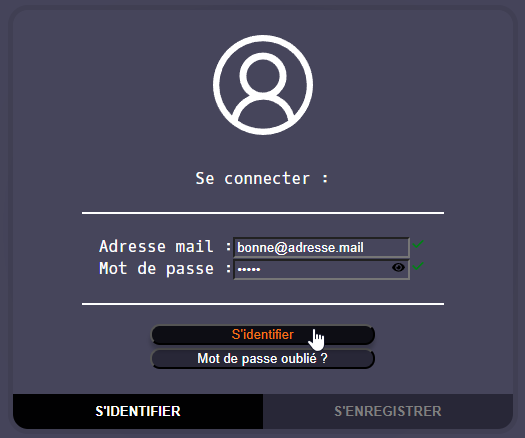 Se connecter :
Adresse mail : bonne@adresse.mail
Mot de passe : •••••
S'identifier
Mot de passe oublié ?
S'IDENTIFIER S'ENREGISTRER